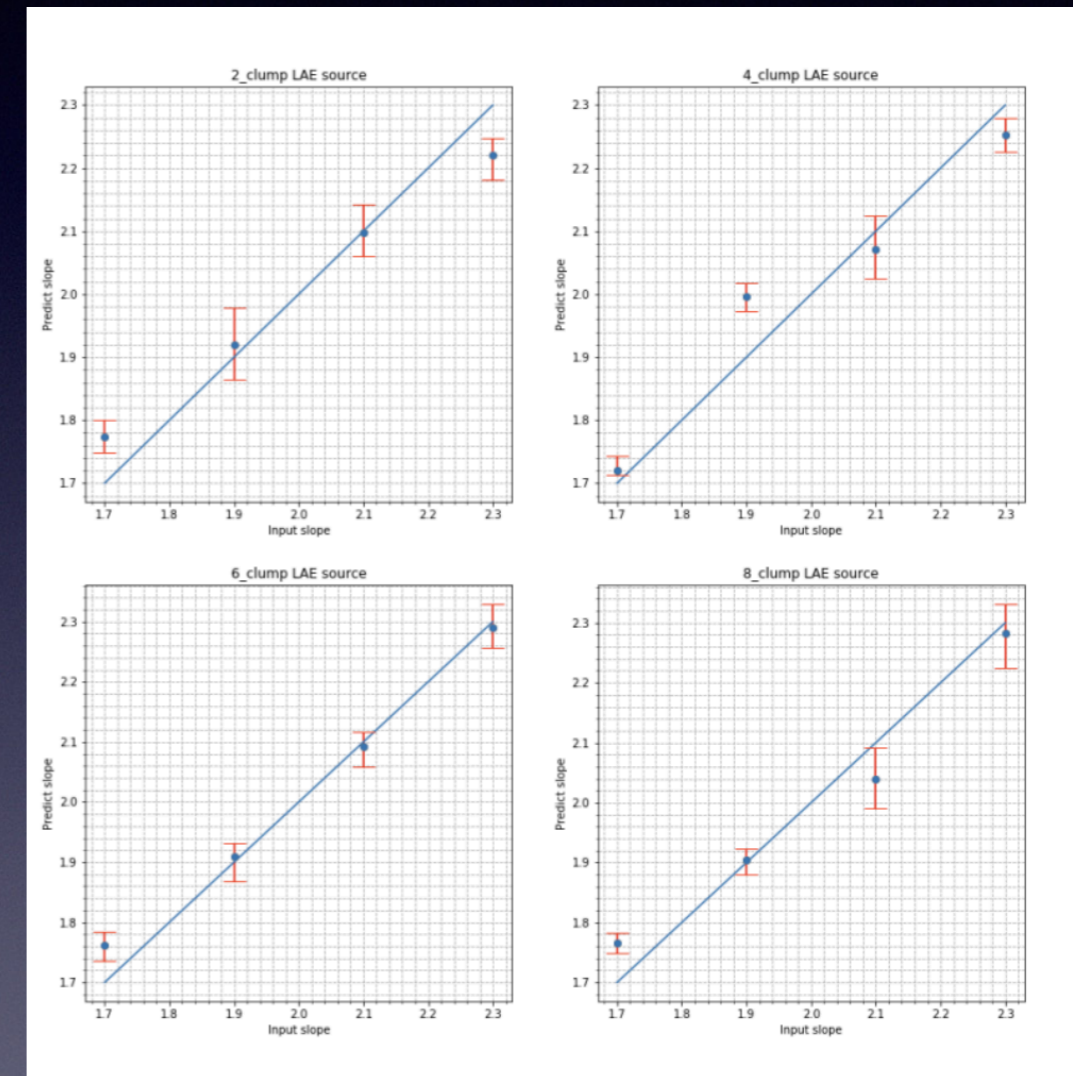 2_clump LAE source
2.3
2.2
2.1
2.0
1.9
1.8
1.7
Predict slope
1.7 1.8 1.9 2.0 2.1 2.2 2.3
Input slope
4_clump LAE source
2.3
2.2
2.1
2.0
1.9
1.8
1.7
Predict slope
1.7 1.8 1.9 2.0 2.1 2.2 2.3
Input slope
6_clump LAE source
2.3
2.2
2.1
2.0
1.9
1.8
1.7
Predict slope
1.7 1.8 1.9 2.0 2.1 2.2 2.3
Input slope
8_clump LAE source
2.3
2.2
2.1
2.0
1.9
1.8
1.7
Predict slope
1.7 1.8 1.9 2.0 2.1 2.2 2.3
Input slope